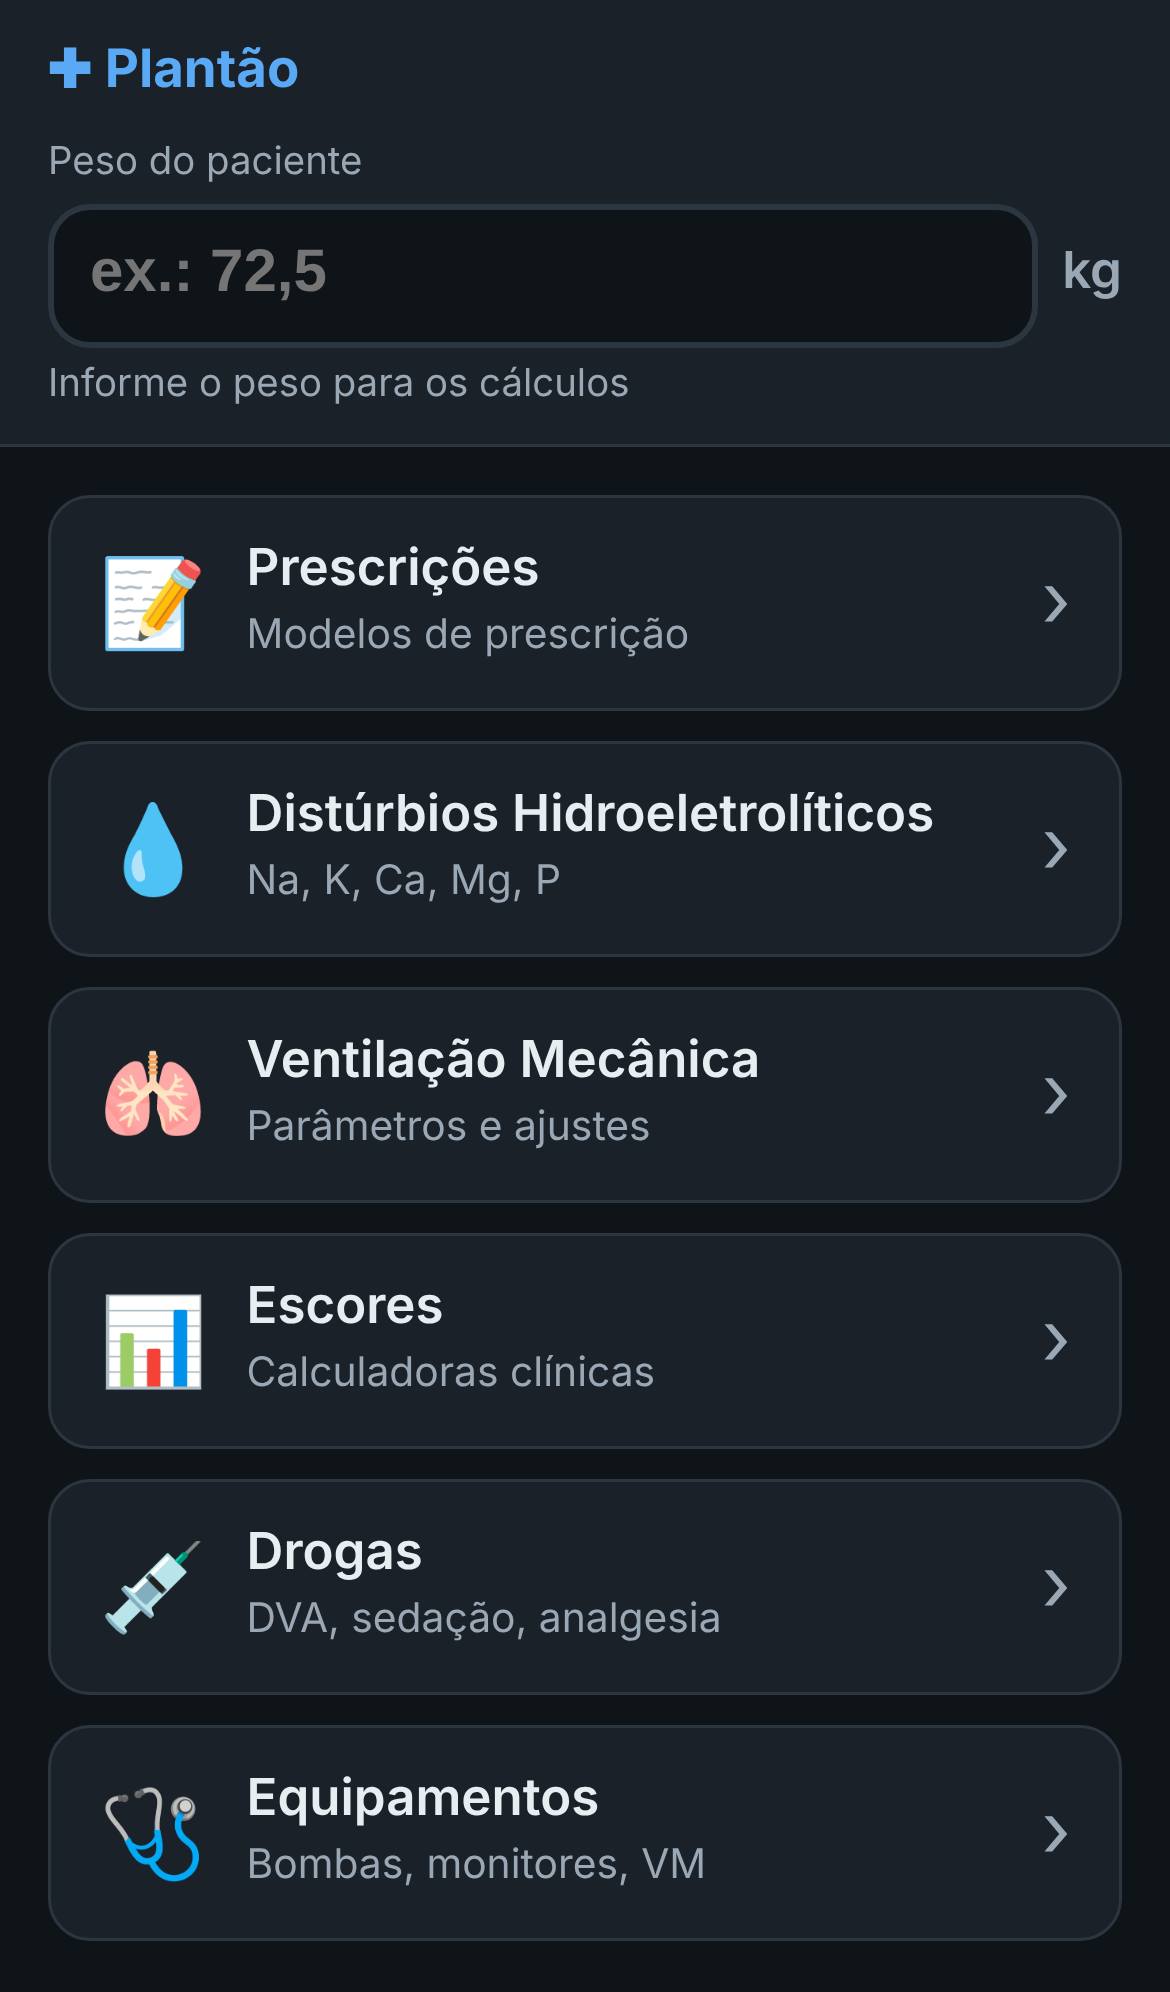 Plantão
Peso do paciente
ex.: 72,5
kg
Informe o peso para os cálculos
Prescrições
Modelos de prescrição
Distúrbios Hidroeletrolíticos
Na, K, Ca, Mg, P
Ventilação Mecânica
Parâmetros e ajustes
Escores
Calculadoras clínicas
Drogas
DVA, sedação, analgesia
Equipamentos
Bombas, monitores, VM